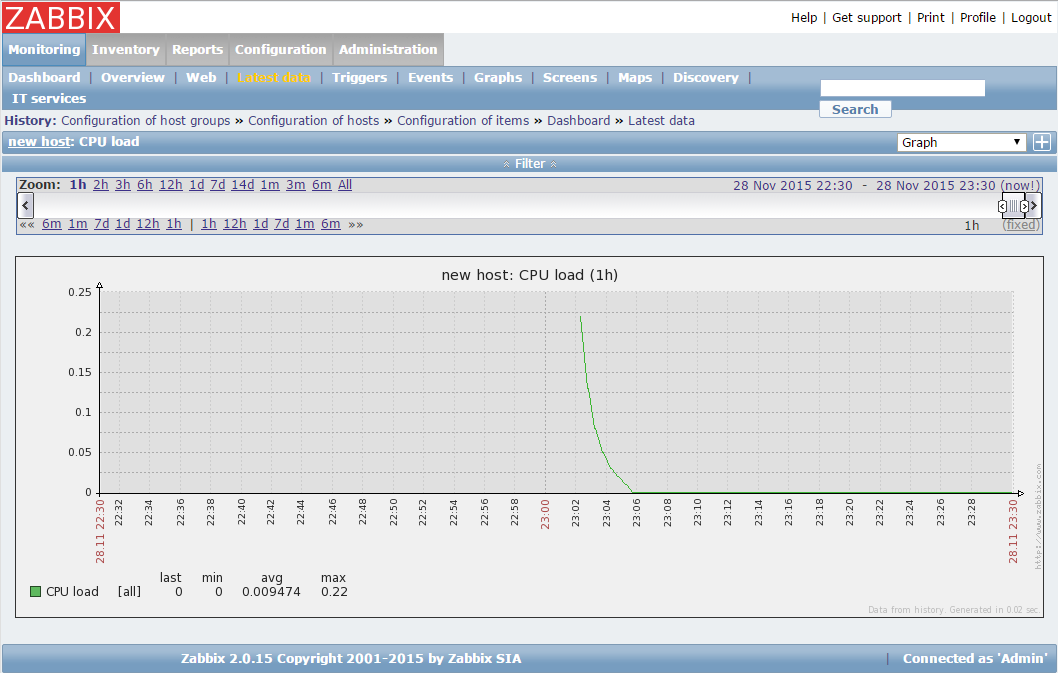 ZABBIX
Help | Get support | Print | Profile | Logout
Monitoring Inventory Reports Configuration Administration
Dashboard | Overview | Web | Latest data | Triggers | Events | Graphs | Screens | Maps | Discovery |
IT services
Search
History: Configuration of host groups » Configuration of hosts » Configuration of items » Dashboard » Latest data
new host: CPU load
Graph
Filter
Zoom: 1h 2h 3h 6h 12h 1d 7d 14d 1m 3m 6m All
28 Nov 2015 22:30 - 28 Nov 2015 23:30 (now!)
«« 6m 1m 7d 1d 12h 1h | 1h 12h 1d 7d 1m 6m »»
1h (fixed)
new host: CPU load (1h)
0.25
0.2
0.15
0.1
0.05
0
28.11 22:30 22:32 22:34 22:36 22:38 22:40 22:42 22:44 22:46 22:48 22:50 22:52 22:54 22:56 22:58 23:00 23:02 23:04 23:06 23:08 23:10 23:12 23:14 23:16 23:18 23:20 23:22 23:24 23:26 23:28 28.11 23:30
http://www.zabbix.com
last min avg max
CPU load [all] 0 0 0.009474 0.22
Data from history. Generated in 0.02 sec.
Zabbix 2.0.15 Copyright 2001-2015 by Zabbix SIA
| Connected as 'Admin'